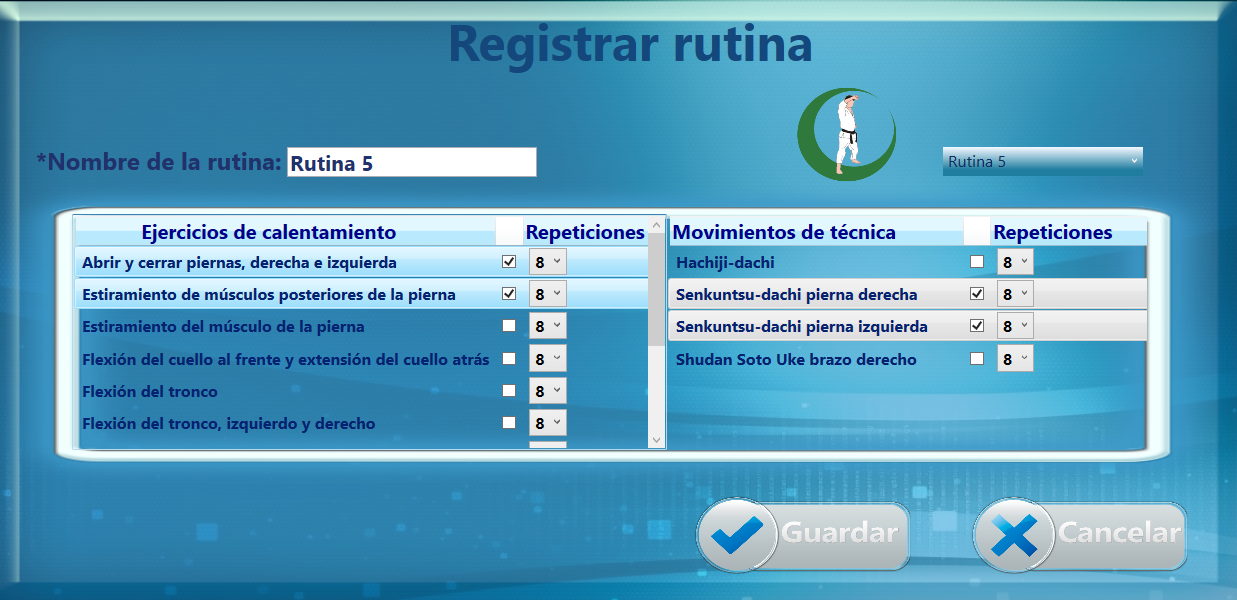 Registrar rutina
*Nombre de la rutina: Rutina 5
Rutina 5
Ejercicios de calentamiento Repeticiones Movimientos de técnica Repeticiones
Abrir y cerrar piernas, derecha e izquierda 8 Hachiji-dachi 8
Estiramiento de músculos posteriores de la pierna 8 Senkuntsu-dachi pierna derecha 8
Estiramiento del músculo de la pierna 8 Senkuntsu-dachi pierna izquierda 8
Flexión del cuello al frente y extensión del cuello atrás 8 Shudan Soto Uke brazo derecho 8
Flexión del tronco 8
Flexión del tronco, izquierdo y derecho 8
Guardar Cancelar